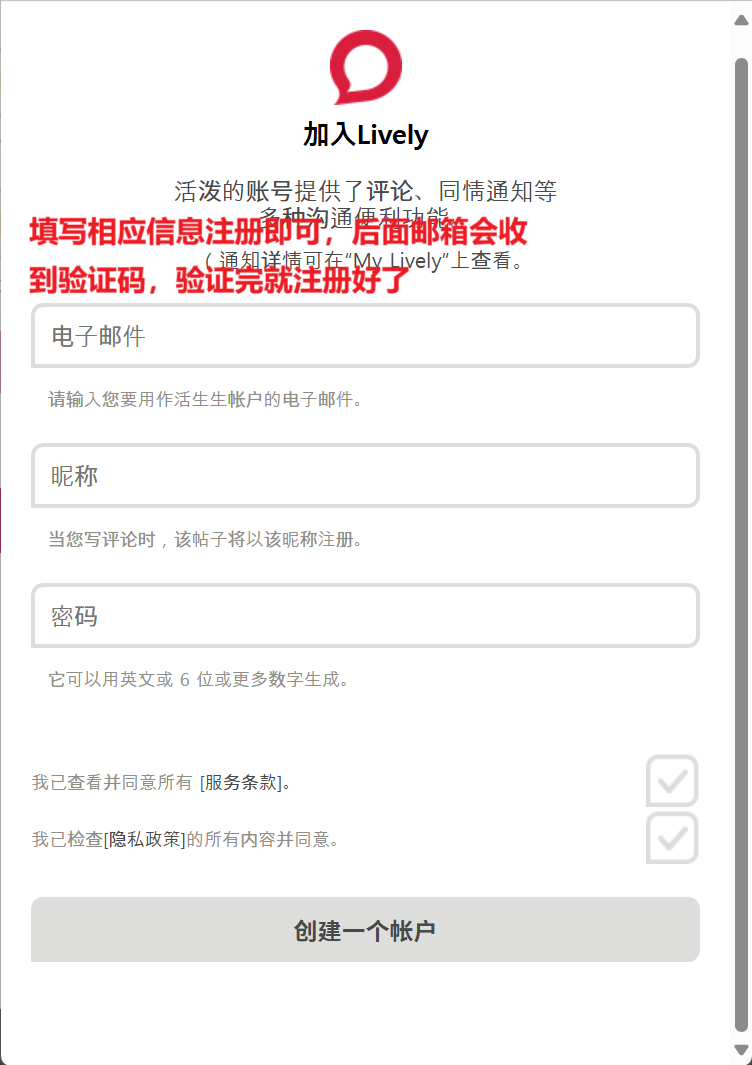 加入Lively
活泼的账号提供了评论、同情通知等
多种沟通便利功能。
填写相应信息注册即可，后面邮箱会收
（ 通知详情可在“My Lively”上查看。
到验证码，验证完就注册好了
电子邮件
请输入您要用作活生生帐户的电子邮件。
昵称
当您写评论时，该帖子将以该昵称注册。
密码
它可以用英文或 6 位或更多数字生成。
我已查看并同意所有 [服务条款]。
我已检查[隐私政策]的所有内容并同意。
创建一个帐户